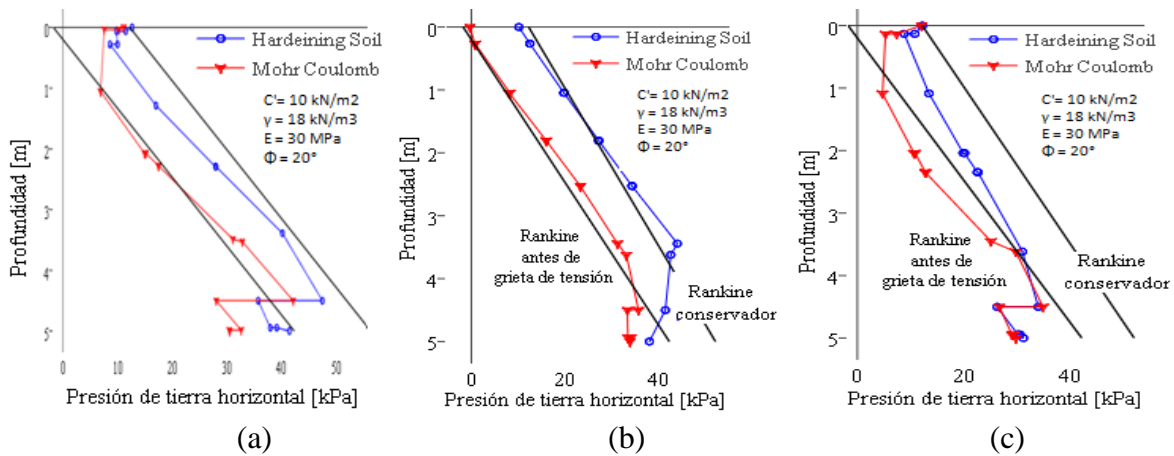 Hardeining Soil
Mohr Coulomb
C'= 10 kN/m2
γ = 18 kN/m3
E = 30 MPa
Φ = 20°
Profundidad [m]
0
1
2
3
4
5
0 10 20 30 40 50
Presión de tierra horizontal [kPa]
(a)
Hardeining Soil
Mohr Coulomb
C'= 10 kN/m2
γ = 18 kN/m3
E = 30 MPa
Φ = 20°
Profundidad [m]
0
1
2
3
4
5
Rankine
antes de
grieta de tensión
Rankine
conservador
0 20 40
Presión de tierra horizontal [kPa]
(b)
Hardeining Soil
Mohr Coulomb
C'= 10 kN/m2
γ = 18 kN/m3
E = 30 MPa
Φ = 20°
Profundidad [m]
0
1
2
3
4
5
Rankine
antes de
grieta de tensión
Rankine
conservador
0 20 40
Presión de tierra horizontal [kPa]
(c)